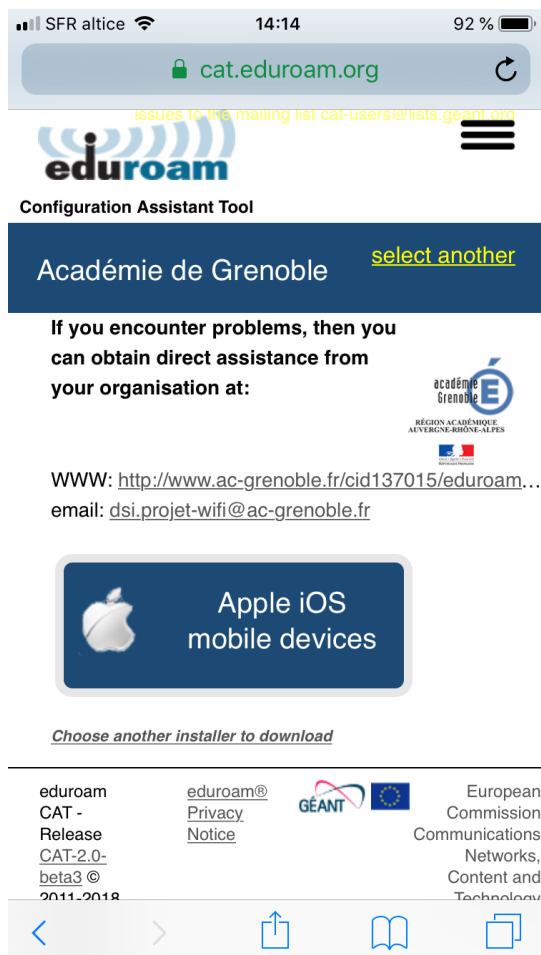 SFR altice 14:14 92 %
cat.eduroam.org
issues to the mailing list cat-users@lists.geant.org
eduroam
Configuration Assistant Tool
Académie de Grenoble select another
If you encounter problems, then you
can obtain direct assistance from
your organisation at:
académie
Grenoble
RÉGION ACADÉMIQUE
AUVERGNE-RHÔNE-ALPES
WWW: http://www.ac-grenoble.fr/cid137015/eduroam...
email: dsi.projet-wifi@ac-grenoble.fr
Apple iOS
mobile devices
Choose another installer to download
eduroam
CAT -
Release
CAT-2.0-
beta3 ©
2011-2018
eduroam®
Privacy
Notice
GÉANT
European
Commission
Communications
Networks,
Content and
Technology